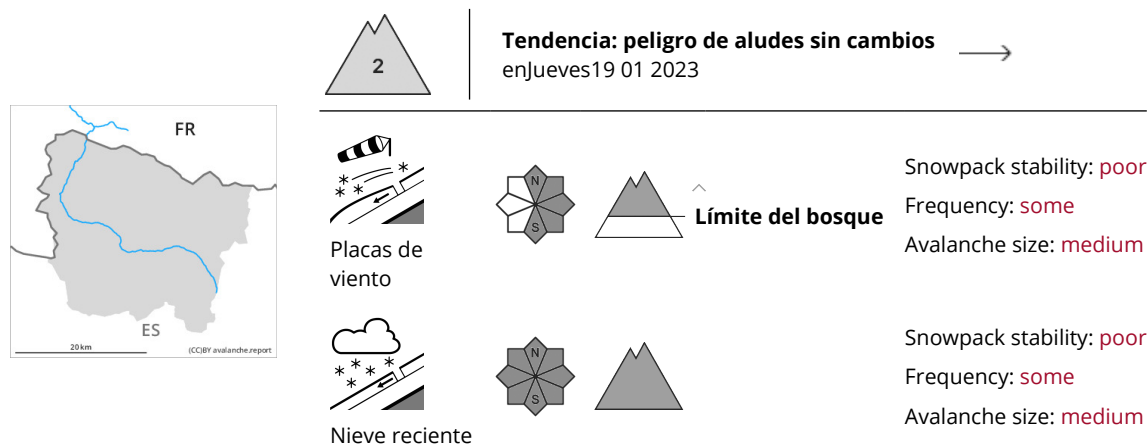 2
Tendencia: peligro de aludes sin cambios
enJueves19 01 2023
FR
ES
20 km
(CC)BY avalanche.report
Placas de
viento
N
S
Límite del bosque
Snowpack stability: poor
Frequency: some
Avalanche size: medium
Nieve reciente
N
S
Snowpack stability: poor
Frequency: some
Avalanche size: medium